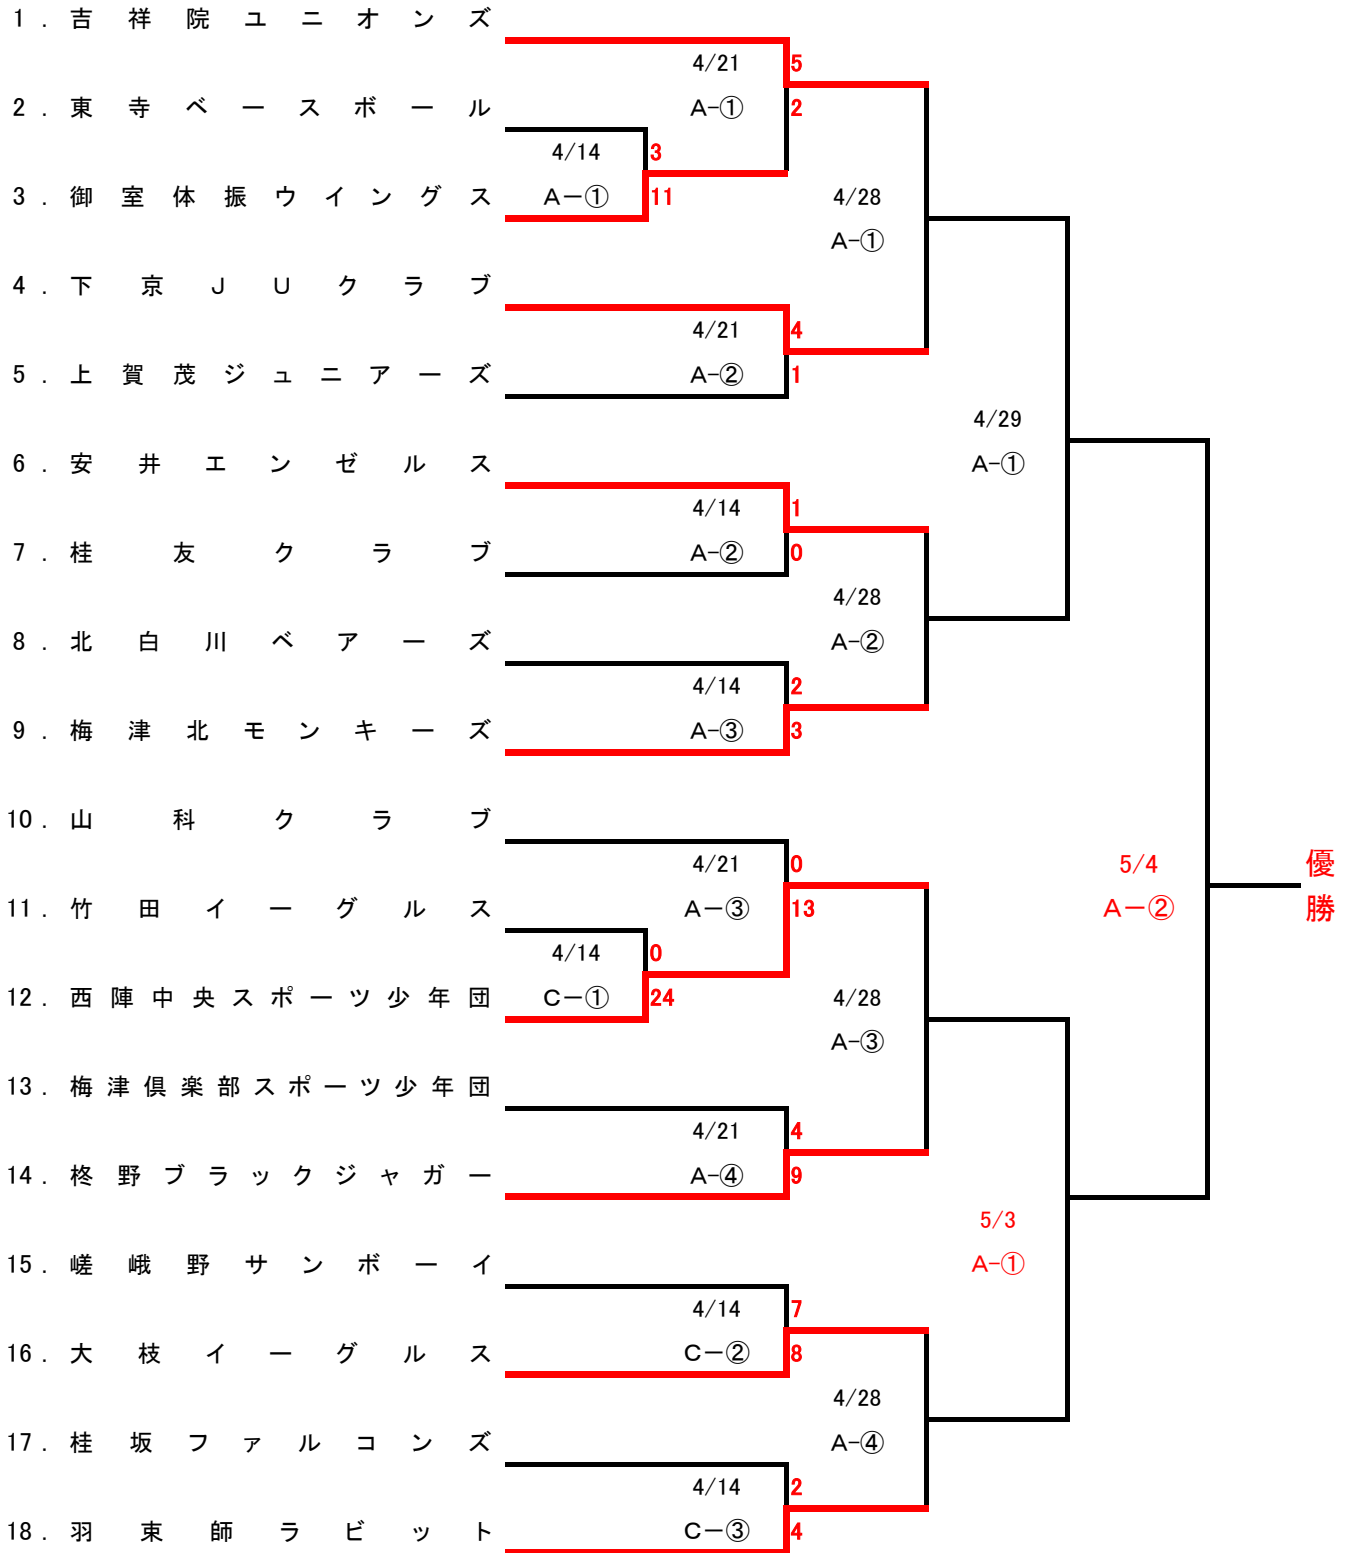 1．吉祥院ユニオンズ
4/21 5
2．東寺ベースボール A-① 2
4/14 3
3．御室体振ウイングス A－① 11 4/28
A-①
4．下京ＪＵクラブ
4/21 4
5．上賀茂ジュニアーズ A-② 1
4/29
6．安井エンゼルス A-①
4/14 1
7．桂友クラブ A-② 0
4/28
8．北白川ベアーズ A-②
4/14 2
9．梅津北モンキーズ A-③ 3
10．山科クラブ
4/21 0 5/4 優
11．竹田イーグルス A－③ 13 A－② 勝
4/14 0
12．西陣中央スポーツ少年団 C－① 24 4/28
A-③
13．梅津倶楽部スポーツ少年団
4/21 4
14．柊野ブラックジャガー A-④ 9
5/3
15．嵯峨野サンボーイ A-①
4/14 7
16．大枝イーグルス C－② 8
4/28
17．桂坂ファルコンズ A-④
4/14 2
18．羽束師ラビット C－③ 4